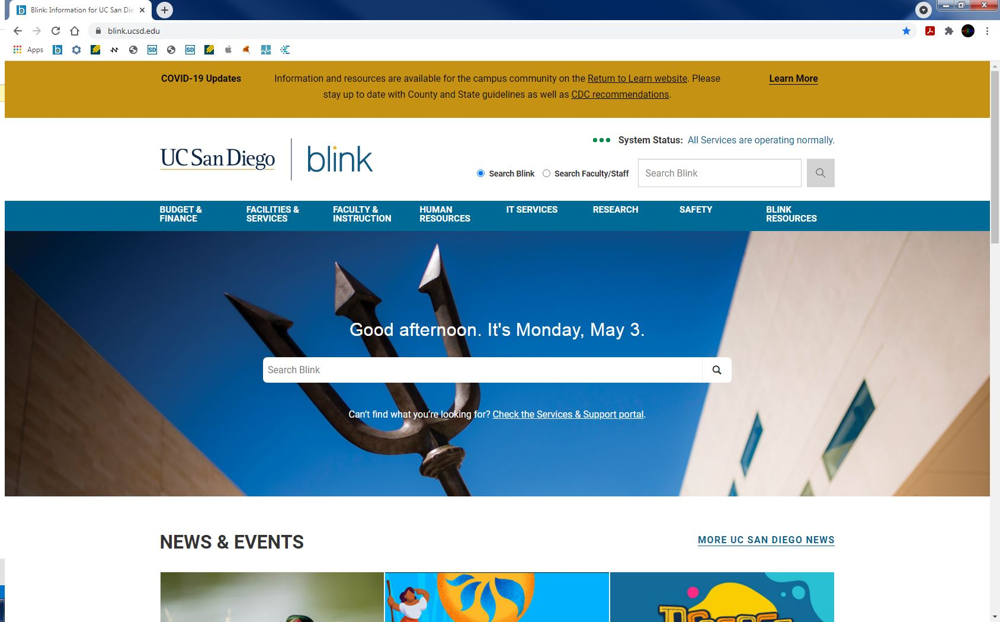 Blink: Information for UC San Die
blink.ucsd.edu
Apps
COVID-19 Updates
Information and resources are available for the campus community on the Return to Learn website. Please
stay up to date with County and State guidelines as well as CDC recommendations.
Learn More
UC San Diego
blink
System Status: All Services are operating normally.
Search Blink
Search Faculty/Staff
Search Blink
BUDGET &
FINANCE
FACILITIES &
SERVICES
FACULTY &
INSTRUCTION
HUMAN
RESOURCES
IT SERVICES
RESEARCH
SAFETY
BLINK
RESOURCES
Good afternoon. It's Monday, May 3.
Search Blink
Can’t find what you’re looking for? Check the Services & Support portal.
NEWS & EVENTS
MORE UC SAN DIEGO NEWS